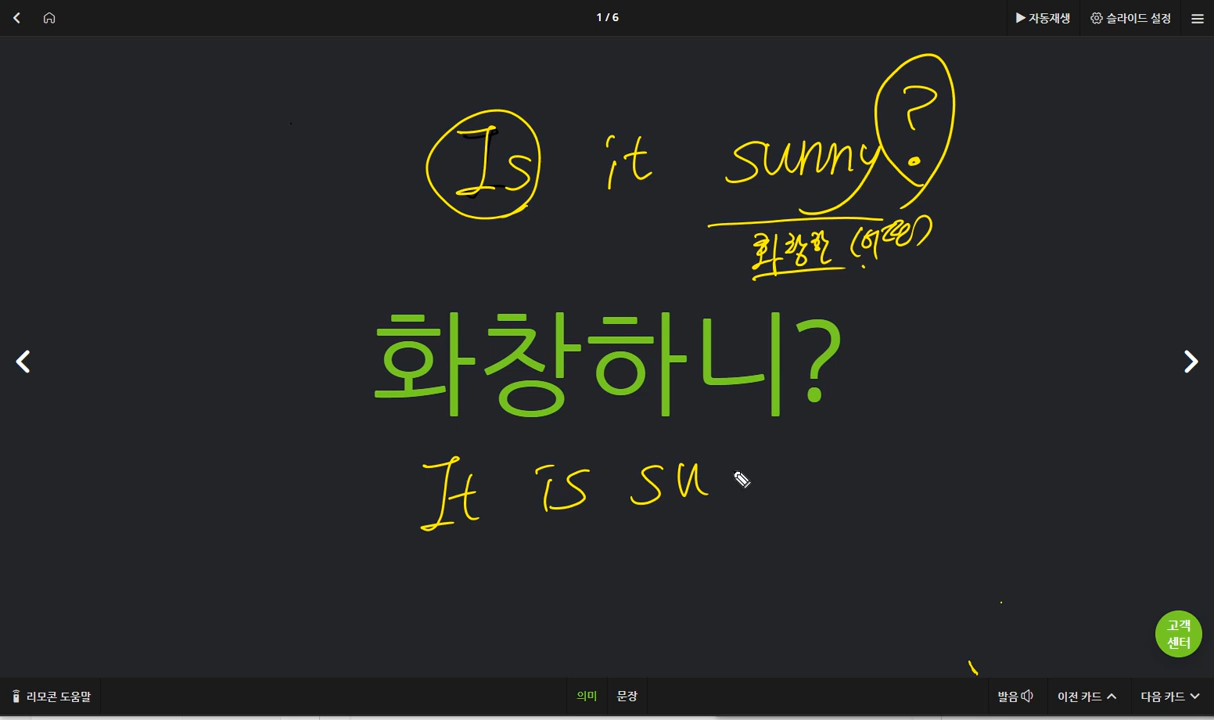 1 / 6
자동재생
슬라이드 설정
Is it sunny?
화창한
화창하니?
It is su
고객
센터
리모콘 도움말
의미
문장
발음
이전 카드
다음 카드